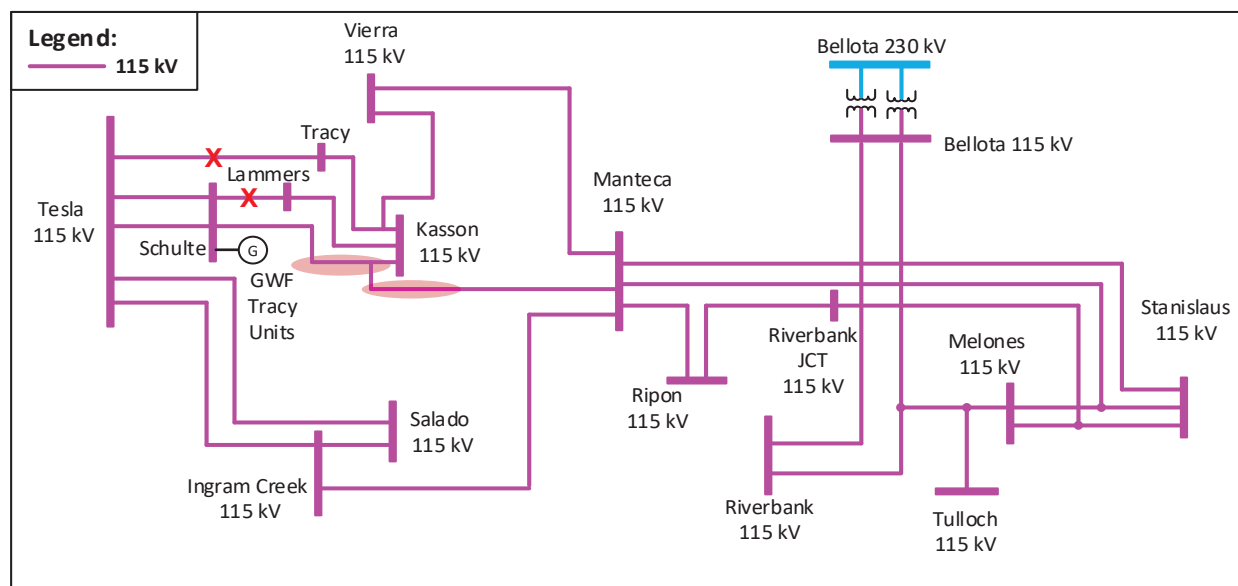 Legend:
115 kV
Vierra
115 kV
Bellota 230 kV
Bellota 115 kV
X
Tracy
Lammers
X
Tesla
115 kV
Schulte
G
GWF
Tracy
Units
Kasson
115 kV
Manteca
115 kV
Stanislaus
115 kV
Riverbank
JCT
115 kV
Melones
115 kV
Ripon
115 kV
Salado
115 kV
Ingram Creek
115 kV
Riverbank
115 kV
Tulloch
115 kV